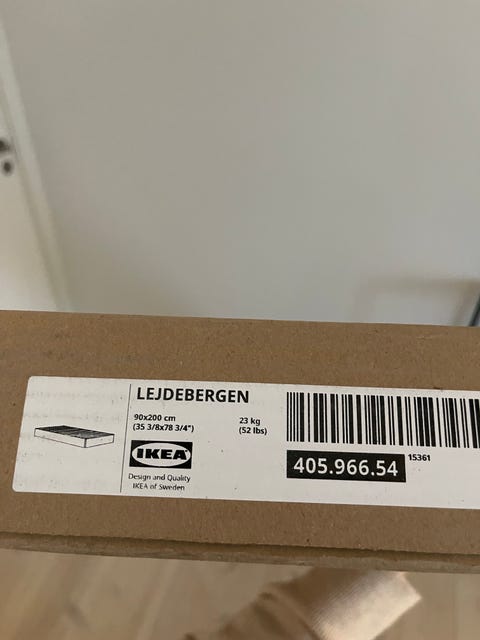 LEJDEBERGEN
90x200 cm
(35 3/8x78 3/4")
23 kg
(52 lbs)
IKEA
Design and Quality
IKEA of Sweden
405.966.54
15361